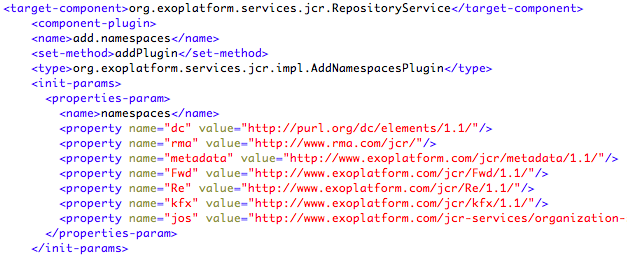 <target-component>org.exoplatform.services.jcr.RepositoryService</target-component>
<component-plugin>
<name>add.namespaces</name>
<set-method>addPlugin</set-method>
<type>org.exoplatform.services.jcr.impl.AddNamespacesPlugin</type>
<init-params>
<properties-param>
<name>namespaces</name>
<property name="dc" value="http://purl.org/dc/elements/1.1/"/>
<property name="rma" value="http://www.rma.com/jcr/"/>
<property name="metadata" value="http://www.exoplatform.com/jcr/metadata/1.1/"/>
<property name="Fwd" value="http://www.exoplatform.com/jcr/Fwd/1.1/"/>
<property name="Re" value="http://www.exoplatform.com/jcr/Re/1.1/"/>
<property name="kfx" value="http://www.exoplatform.com/jcr/kfx/1.1/"/>
<property name="jos" value="http://www.exoplatform.com/jcr-services/organization-
</properties-param>
</init-params>